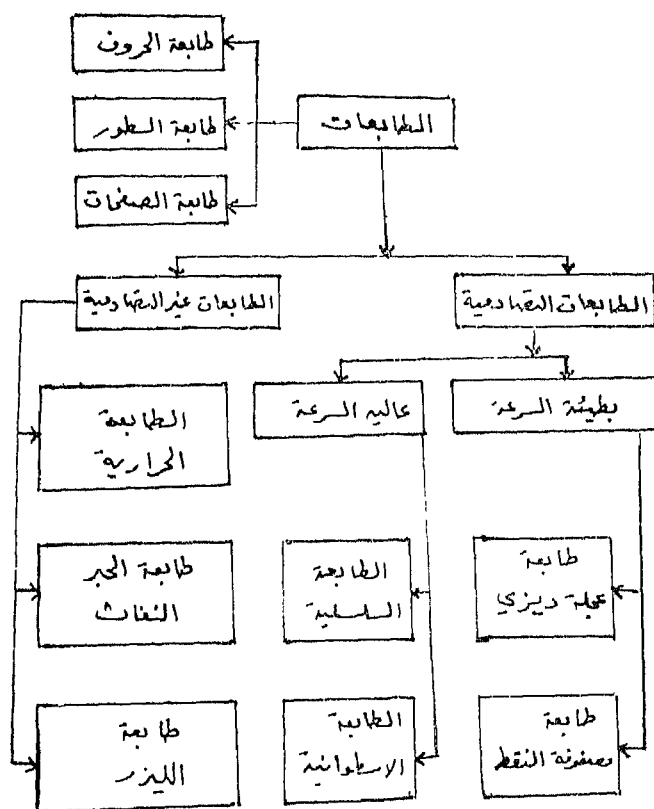 طابعة الحروف
طابعة السطور
الطابعات
طابعة الصفحات
الطابعات التصادمية
الطابعات غير التصادمية
بطيئة السرعة
عاليه السرعة
الطابعة
الحرارية
طابعة
عجلة ديزي
الطابعة
السلسلية
طابعة الحبر
النفاث
طابعة
مصفوفة النقط
الطابعة
الاسطوانية
طابعة
الليزر